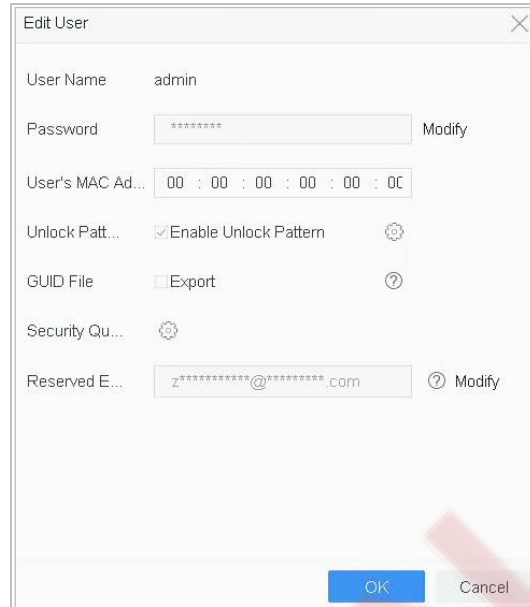 Edit User
User Name admin
Password ******** Modify
User's MAC Ad... 00 : 00 : 00 : 00 : 00 : 0C
Unlock Patt... Enable Unlock Pattern
GUID File Export
Security Qu...
Reserved E... z***********@*********.com Modify
OK Cancel